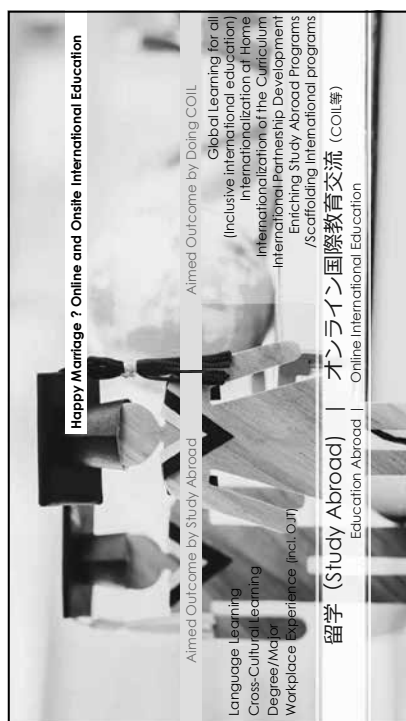 Happy Marriage ? Online and Onsite International Education
Aimed Outcome by Study Abroad
Language Learning
Cross-Cultural Learning
Degree/Major
Workplace Experience (incl. OJT)
Aimed Outcome by Doing COIL
Global Learning for all
(Inclusive international education)
Internationalization at Home
Internationalization of the Curriculum
International Partnership Development
Enriching Study Abroad Programs
/Scaffolding International programs
留学（Study Abroad) | オンライン国際教育交流（COIL等）
Education Abroad | Online International Education